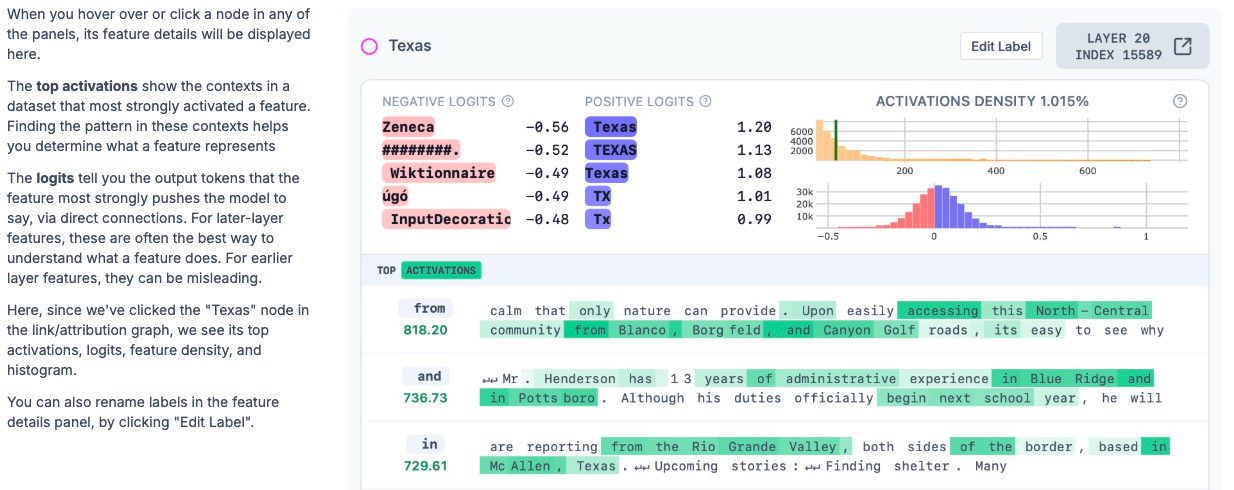 When you hover over or click a node in any of
the panels, its feature details will be displayed
here.
The top activations show the contexts in a
dataset that most strongly activated a feature.
Finding the pattern in these contexts helps
you determine what a feature represents
The logits tell you the output tokens that the
feature most strongly pushes the model to
say, via direct connections. For later-layer
features, these are often the best way to
understand what a feature does. For earlier
layer features, they can be misleading.
Here, since we've clicked the "Texas" node in
the link/attribution graph, we see its top
activations, logits, feature density, and
histogram.
You can also rename labels in the feature
details panel, by clicking "Edit Label".
Texas
Edit Label
LAYER 20
INDEX 15589
NEGATIVE LOGITS
Zeneca -0.56
########. -0.52
Wiktionnaire -0.49
úgó -0.49
InputDecoratic -0.48
POSITIVE LOGITS
Texas 1.20
TEXAS 1.13
Texas 1.08
TX 1.01
Tx 0.99
ACTIVATIONS DENSITY 1.015%
6000
4000
2000
200 400 600
30k
20k
10k
-0.5 0 0.5 1
TOP ACTIVATIONS
from
818.20
calm that only nature can provide. Upon easily accessing this North-Central
community from Blanco, Borg feld, and Canyon Golf roads, its easy to see why
and
736.73
↵↵ Mr. Henderson has 1 3 years of administrative experience in Blue Ridge and
in Potts boro. Although his duties officially begin next school year, he will
in
729.61
are reporting from the Rio Grande Valley, both sides of the border, based in
Mc Allen, Texas. ↵↵ Upcoming stories: ↵↵ Finding shelter. Many